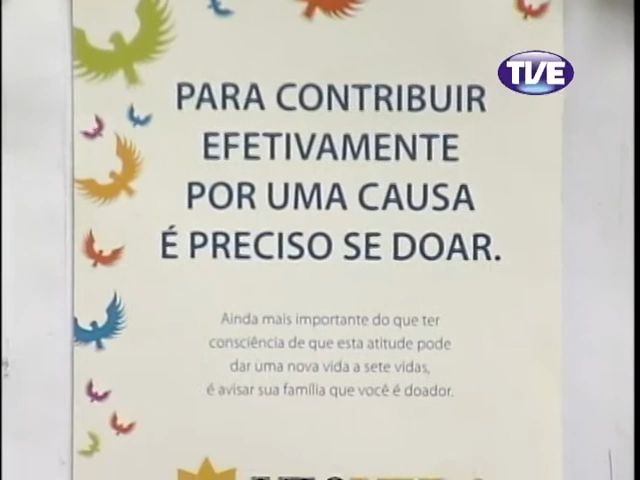 TVE
PARA CONTRIBUIR
EFETIVAMENTE
POR UMA CAUSA
É PRECISO SE DOAR.
Ainda mais importante do que ter
consciência de que esta atitude pode
dar uma nova vida a sete vidas,
é avisar sua família que você é doador.